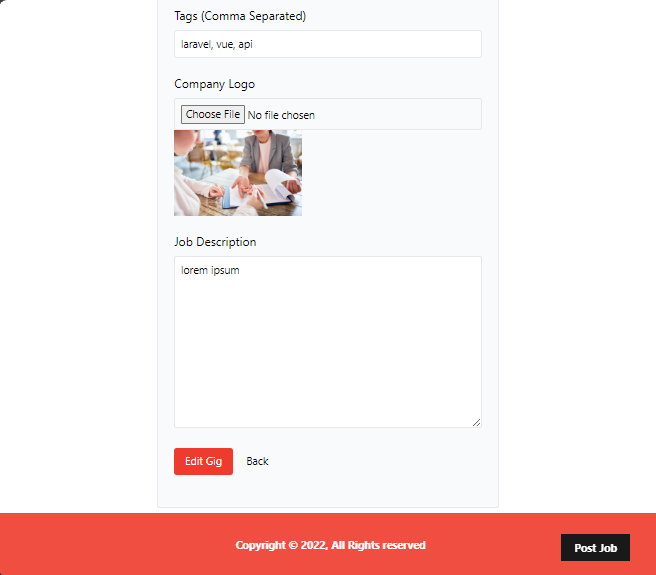 Tags (Comma Separated)
laravel, vue, api
Company Logo
Choose File No file chosen
Job Description
lorem ipsum
Edit Gig Back
Copyright © 2022, All Rights reserved
Post Job